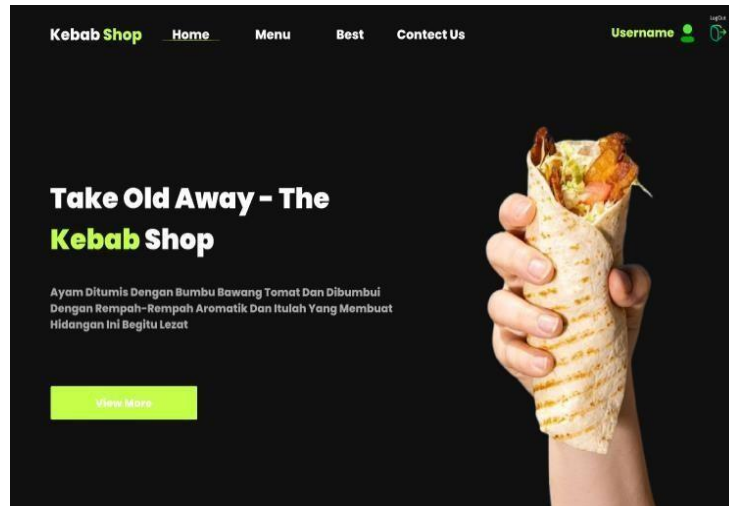 Kebab Shop Home Menu Best Contect Us Username
LogOut
Take Old Away - The
Kebab Shop
Ayam Ditumis Dengan Bumbu Bawang Tomat Dan Dibumbui
Dengan Rempah-Rempah Aromatik Dan Itulah Yang Membuat
Hidangan Ini Begitu Lezat
View More